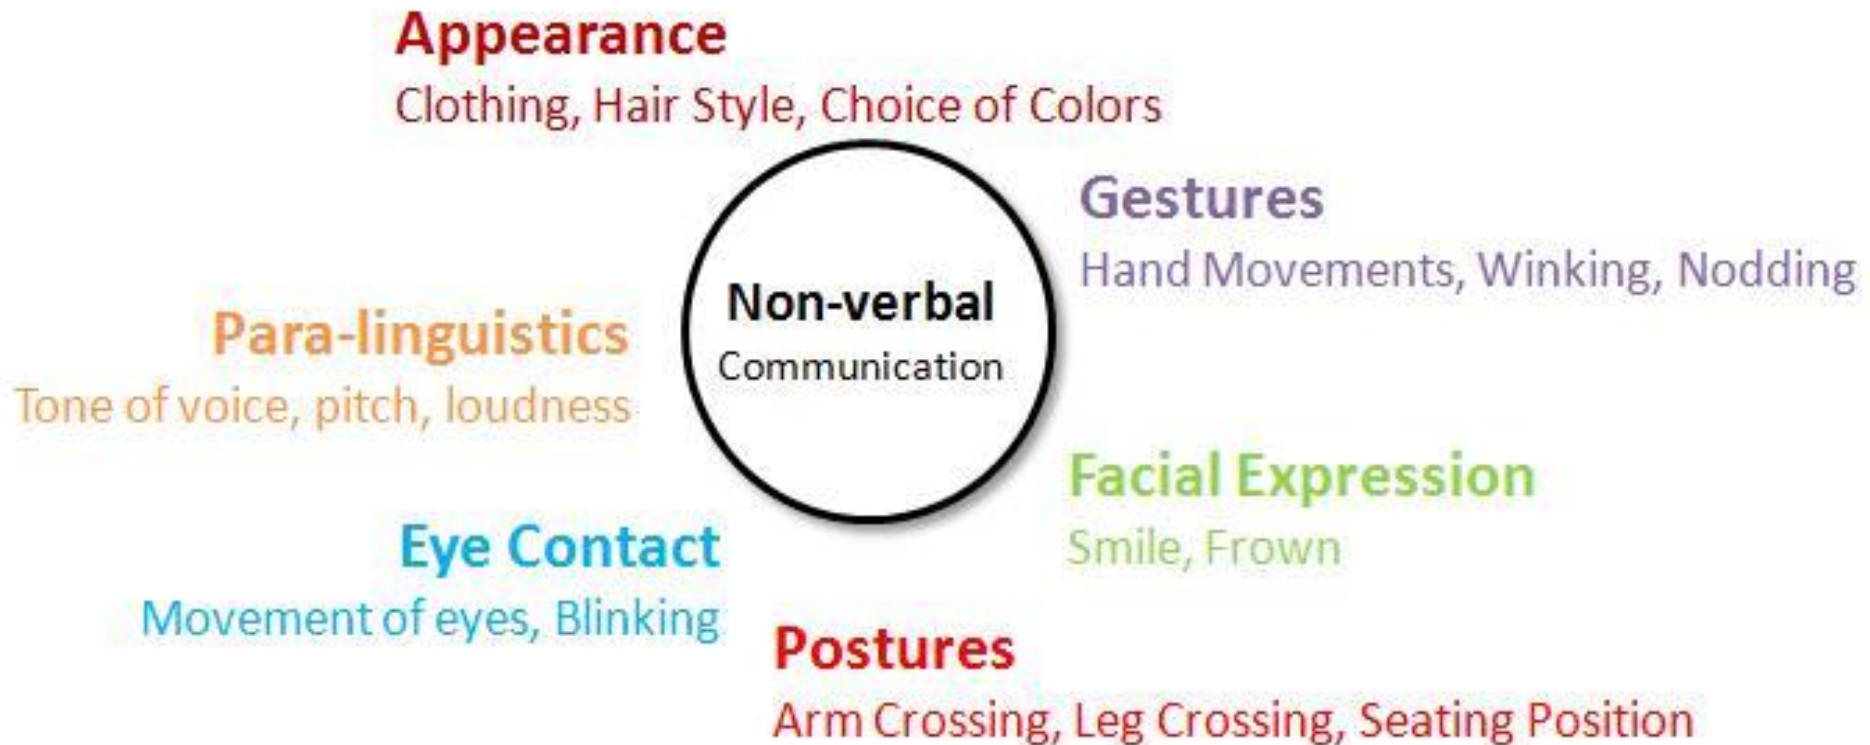 Appearance
Clothing, Hair Style, Choice of Colors
Gestures
Hand Movements, Winking, Nodding
Non-verbal
Communication
Para-linguistics
Tone of voice, pitch, loudness
Facial Expression
Smile, Frown
Eye Contact
Movement of eyes, Blinking
Postures
Arm Crossing, Leg Crossing, Seating Position